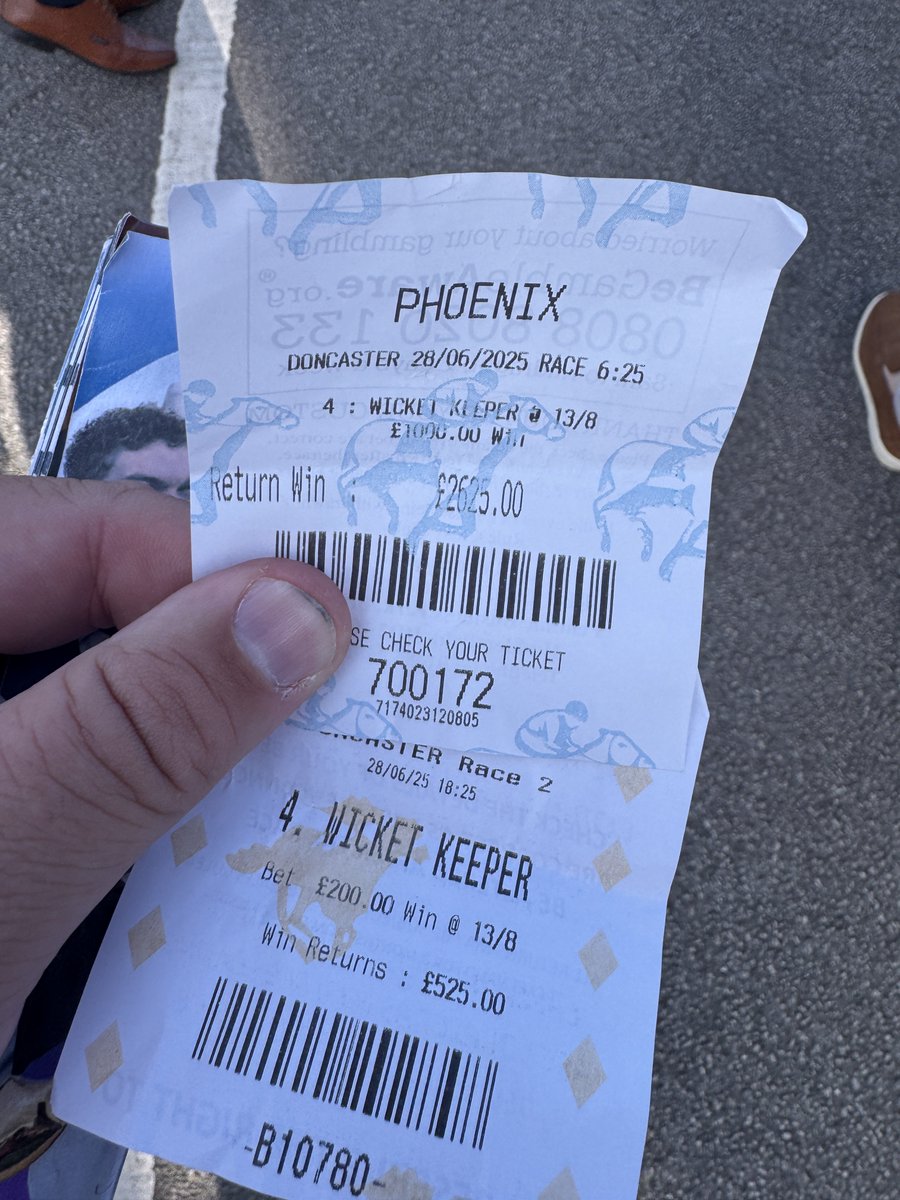 PHOENIX
DONCASTER 28/06/2025 RACE 6:25
4 : WICKET KEEPER @ 13/8
£1000.00 Win
Return Win : £2625.00
SE CHECK YOUR TICKET
700172
7174023120805
NCASTER Race 2
28/06/25 18:25
4. WICKET KEEPER
Bet £200.00 Win @ 13/8
Win Returns : £525.00
-B10780-
Worried about your gambling?
BeGambleAware.org®
0808 8020 133